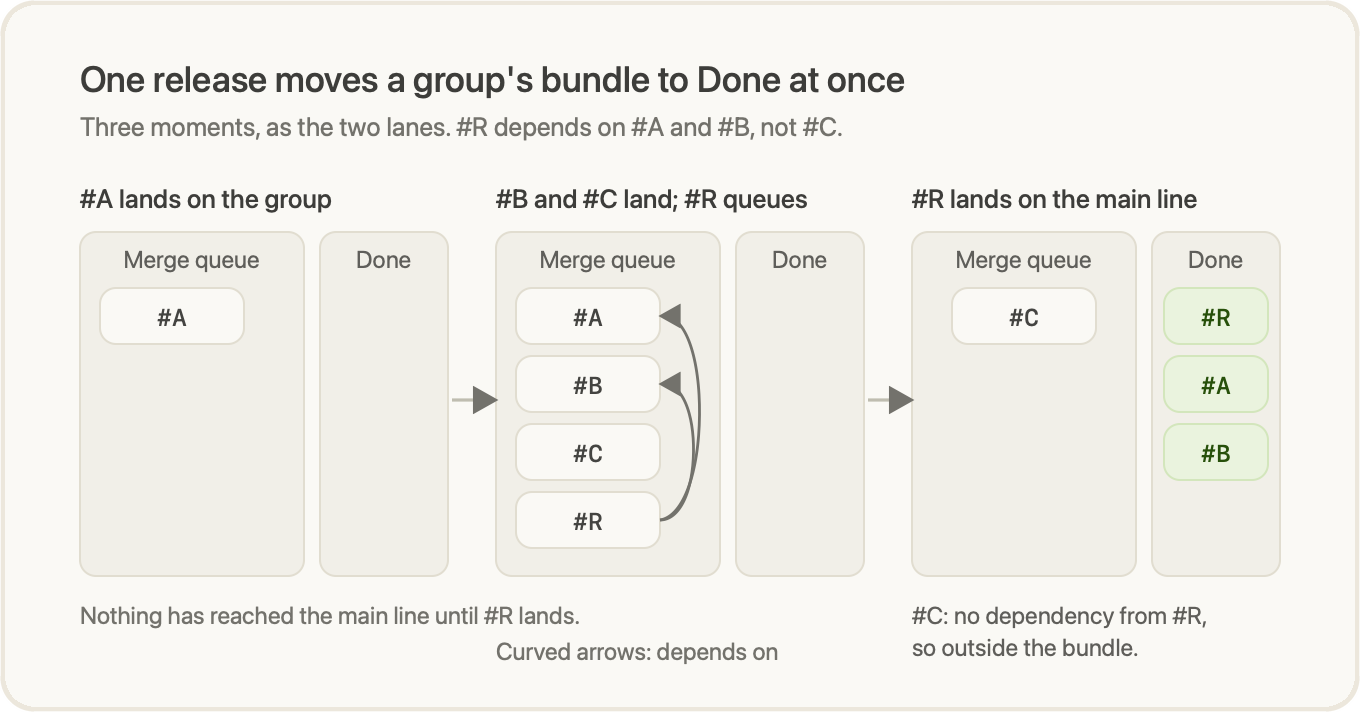 One release moves a group's bundle to Done at once
Three moments, as the two lanes. #R depends on #A and #B, not #C.
#A lands on the group
Merge queue
Done
#A
#B and #C land; #R queues
Merge queue
Done
#A
#B
#C
#R
#R lands on the main line
Merge queue
Done
#C
#R
#A
#B
Nothing has reached the main line until #R lands.
Curved arrows: depends on
#C: no dependency from #R,
so outside the bundle.